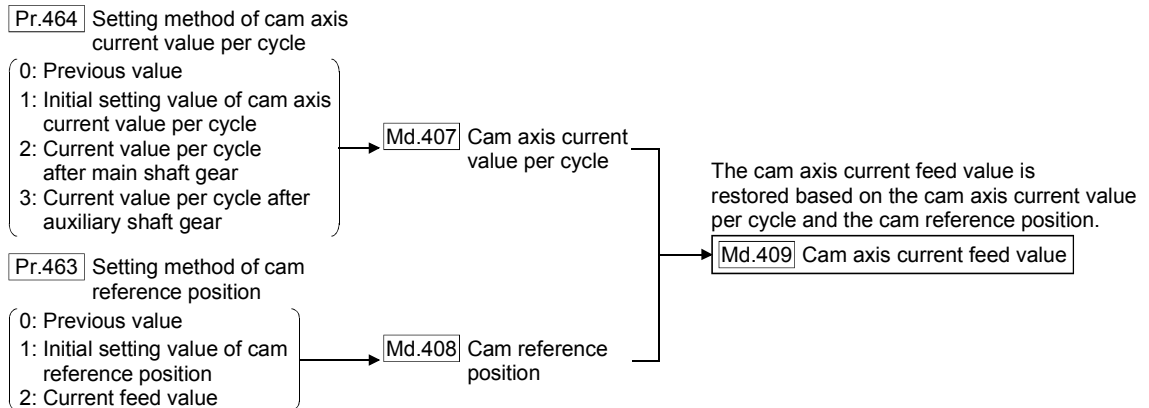 Pr.464 Setting method of cam axis
current value per cycle
0: Previous value
1: Initial setting value of cam axis
current value per cycle
2: Current value per cycle
after main shaft gear
3: Current value per cycle after
auxiliary shaft gear
Md.407 Cam axis current
value per cycle
Pr.463 Setting method of cam
reference position
0: Previous value
1: Initial setting value of cam
reference position
2: Current feed value
Md.408 Cam reference
position
The cam axis current feed value is
restored based on the cam axis current value
per cycle and the cam reference position.
Md.409 Cam axis current feed value